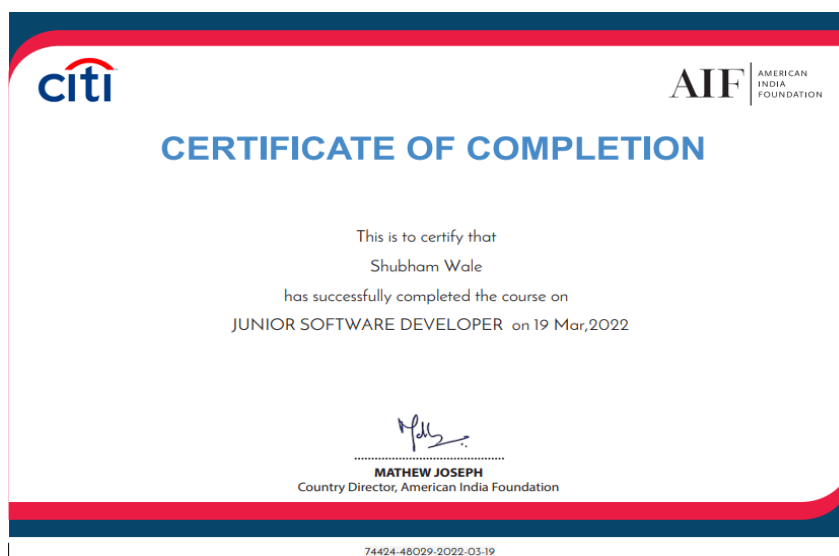 citi
AIF AMERICAN
INDIA
FOUNDATION
CERTIFICATE OF COMPLETION
This is to certify that
Shubham Wale
has successfully completed the course on
JUNIOR SOFTWARE DEVELOPER on 19 Mar,2022
MATHEW JOSEPH
Country Director, American India Foundation
74424-48029-2022-03-19